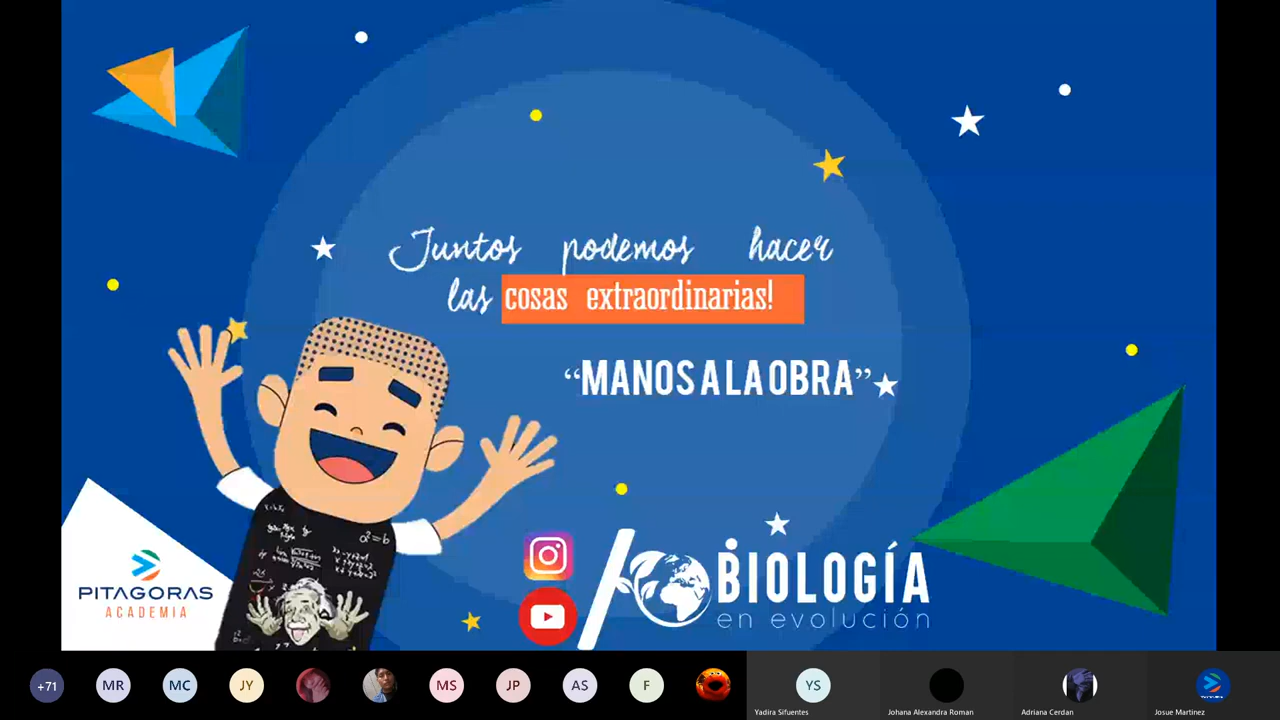 Juntos podemos hacer
las cosas extraordinarias!
“MANOS A LA OBRA”
a²=b
PITAGORAS
ACADEMIA
BIOLOGÍA
en evolución
+71
MR
MC
JY
MS
JP
AS
F
YS
Yadira Sifuentes
Johana Alexandra Roman
Adriana Cerdan
Josue Martinez